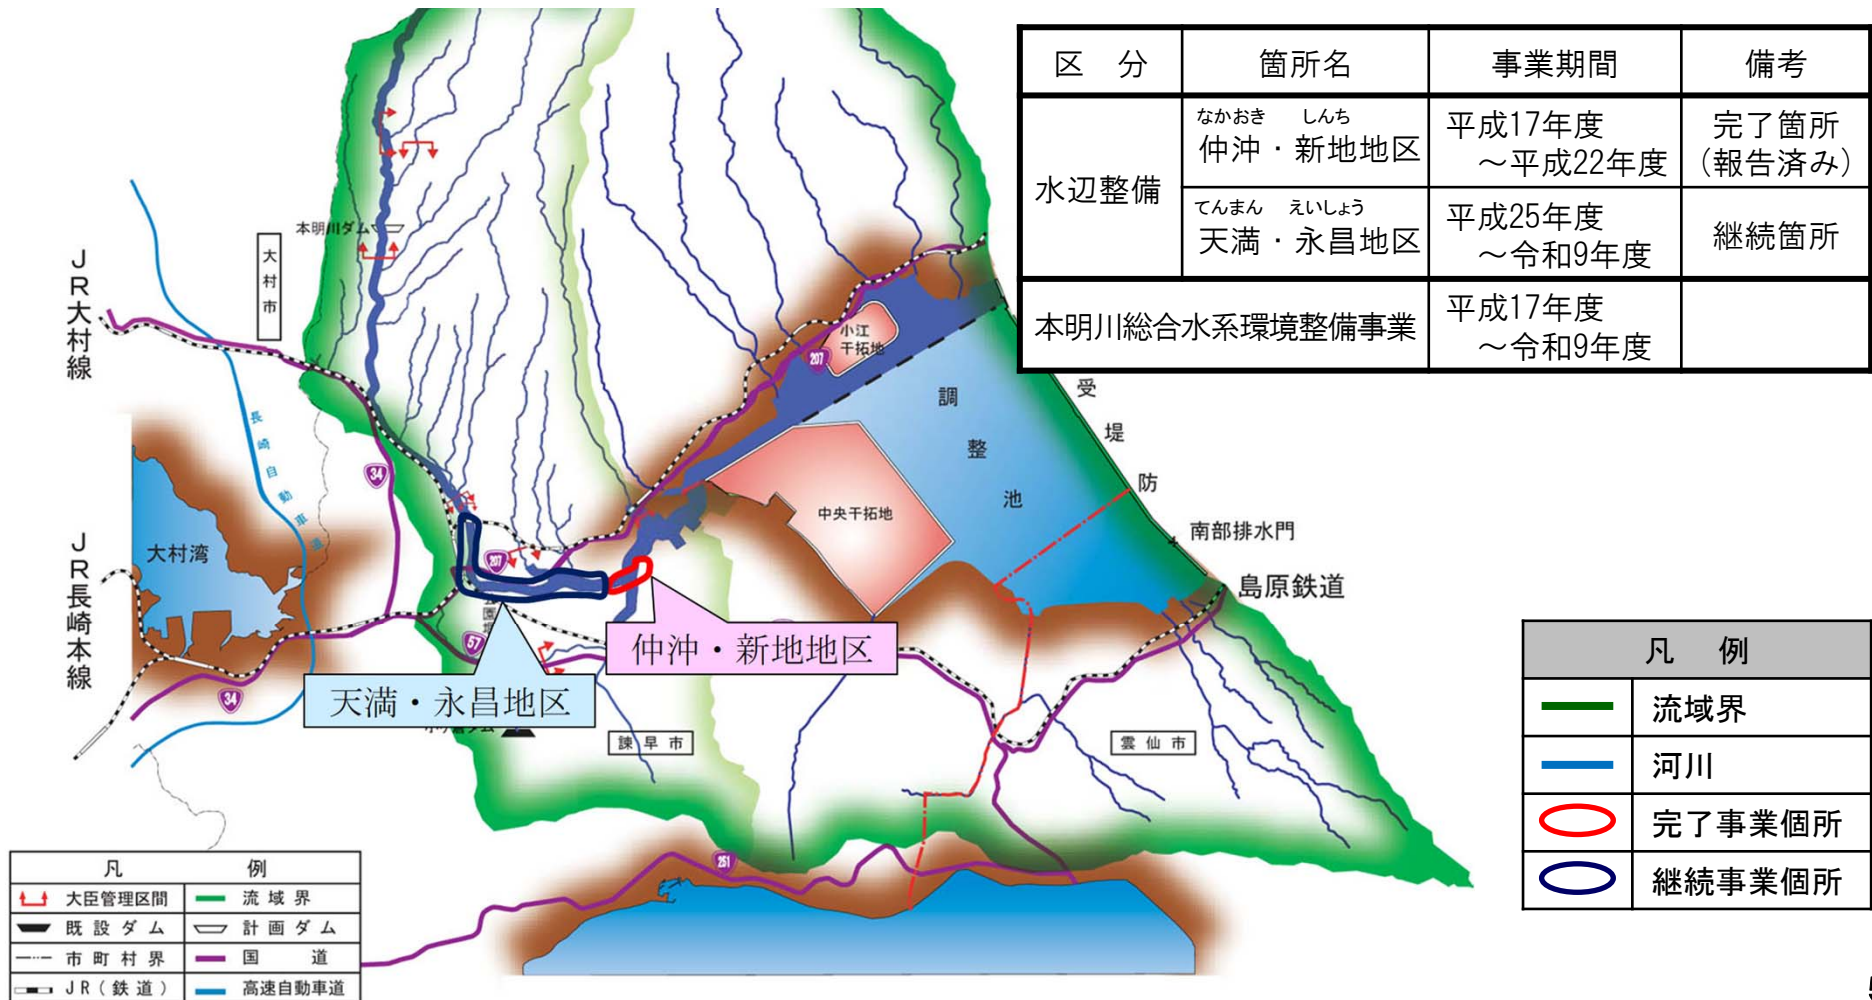 区　分
箇所名
事業期間
備考
水辺整備
なかおき　しんち
仲沖・新地地区
平成17年度
～平成22年度
完了箇所
（報告済み）
てんまん　えいしょう
天満・永昌地区
平成25年度
～令和9年度
継続箇所
本明川総合水系環境整備事業
平成17年度
～令和9年度
本明川ダム
大村市
JR大村線
小江
干拓地
207
調整池
受堤防
長崎自動車道
34
中央干拓地
南部排水門
島原鉄道
大村湾
JR長崎本線
207
57
34
仲沖・新地地区
天満・永昌地区
諫早市
雲仙市
251
凡　例
流域界
河川
完了事業個所
継続事業個所
凡　例
大臣管理区間
流域界
既設ダム
計画ダム
市町村界
国道
JR(鉄道)
高速自動車道